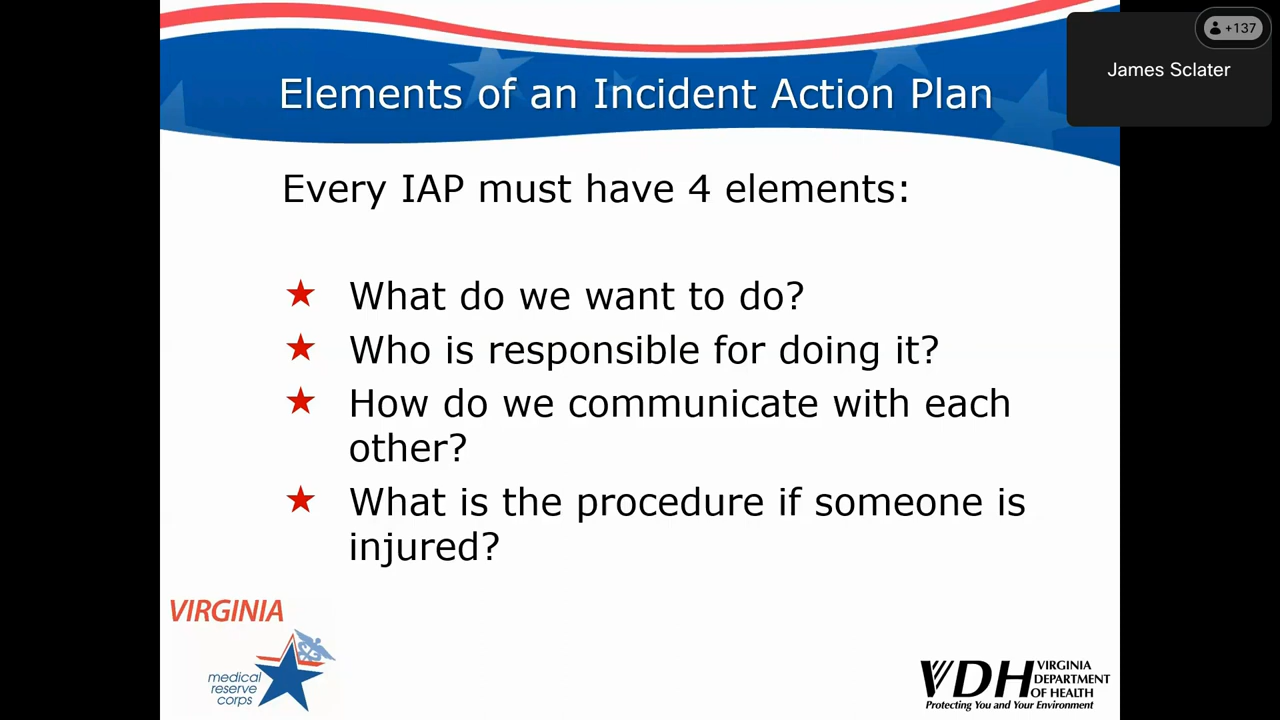 +137
James Sclater
Elements of an Incident Action Plan
Every IAP must have 4 elements:
What do we want to do?
Who is responsible for doing it?
How do we communicate with each
other?
What is the procedure if someone is
injured?
VIRGINIA
medical
reserve
corps
VDH
VIRGINIA
DEPARTMENT
OF HEALTH
Protecting You and Your Environment